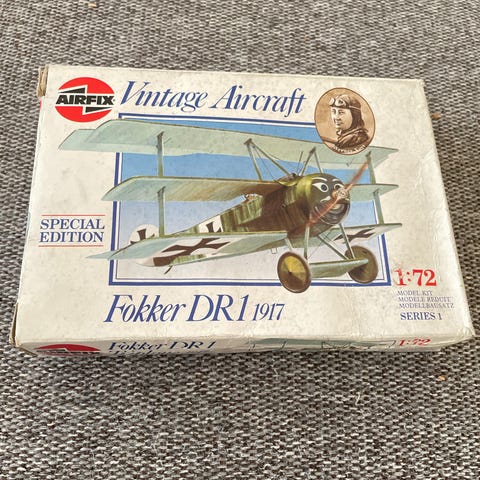 AIRFIX
Vintage Aircraft
SPECIAL
EDITION
L
L
1:72
MODEL KIT
MODELE REDUIT
MODELLBAUSATZ
SERIES 1
Fokker DR1 1917
AIRFIX
Fokker DR1
1:72